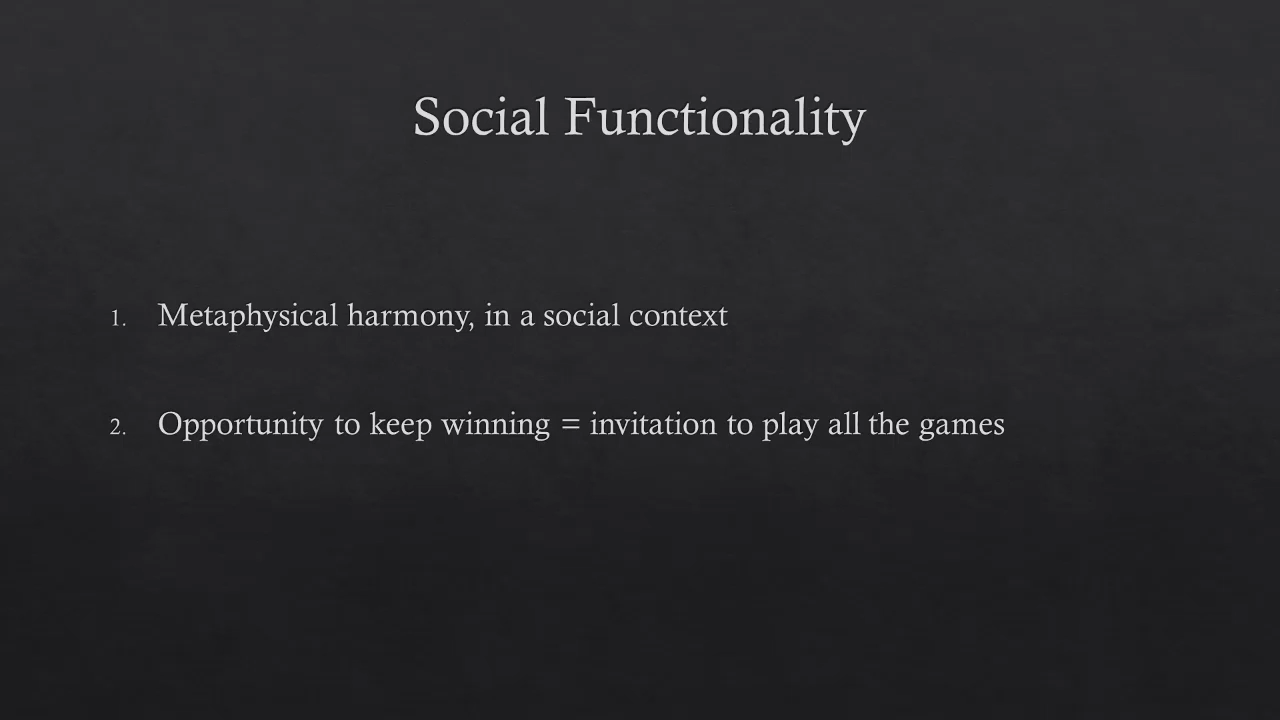 Social Functionality
1. Metaphysical harmony, in a social context
2. Opportunity to keep winning = invitation to play all the games